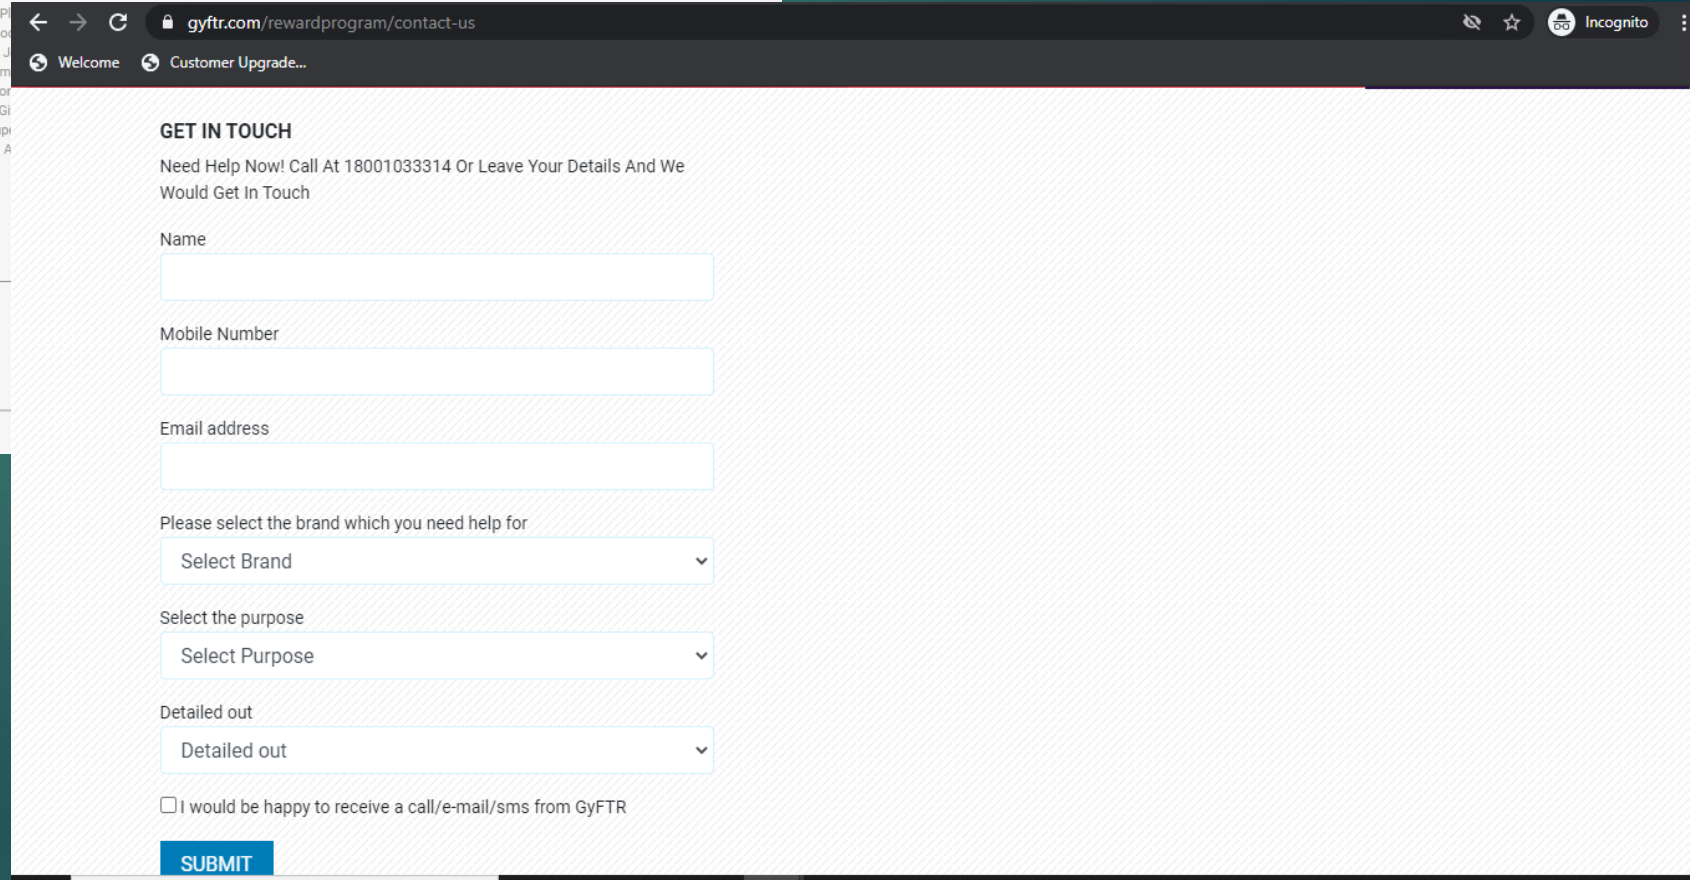 gyftr.com/rewardprogram/contact-us
Incognito
Welcome
Customer Upgrade...
GET IN TOUCH
Need Help Now! Call At 18001033314 Or Leave Your Details And We
Would Get In Touch
Name
Mobile Number
Email address
Please select the brand which you need help for
Select Brand
Select the purpose
Select Purpose
Detailed out
Detailed out
I would be happy to receive a call/e-mail/sms from GyFTR
SUBMIT